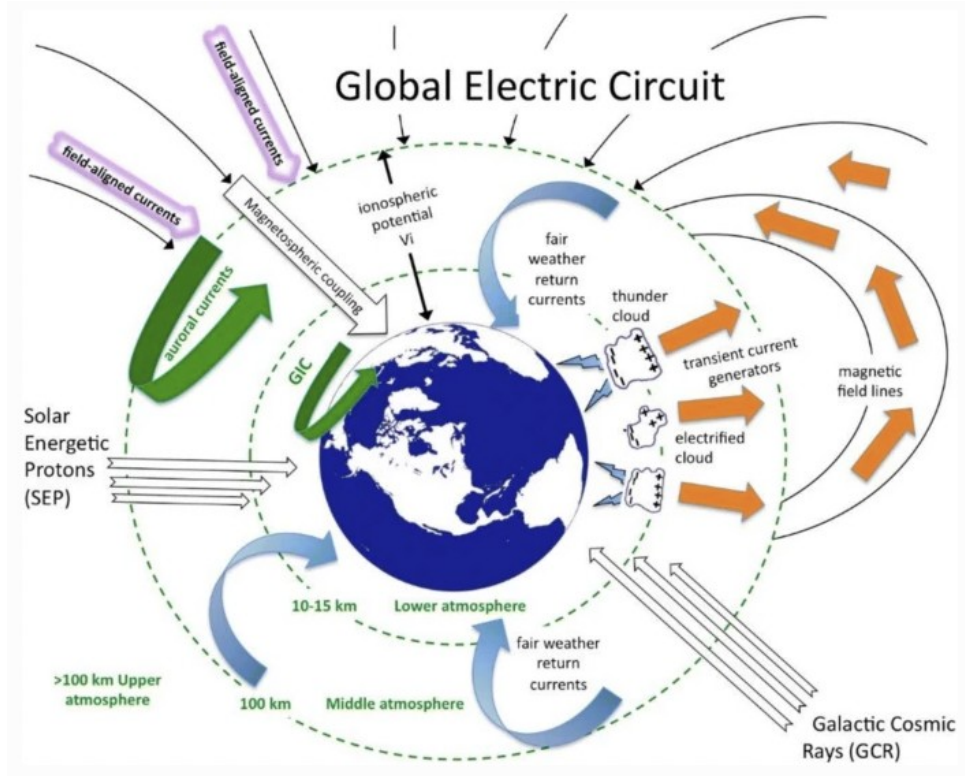 Global Electric Circuit
field-aligned currents
field-aligned currents
Magnetospheric coupling
ionospheric
potential
Vi
fair
weather
return
currents
thunder
cloud
transient current
generators
magnetic
field lines
electrified
cloud
auroral currents
GIC
Solar
Energetic
Protons
(SEP)
10-15 km
Lower atmosphere
fair weather
return
currents
>100 km Upper
atmosphere
100 km
Middle atmosphere
Galactic Cosmic
Rays (GCR)